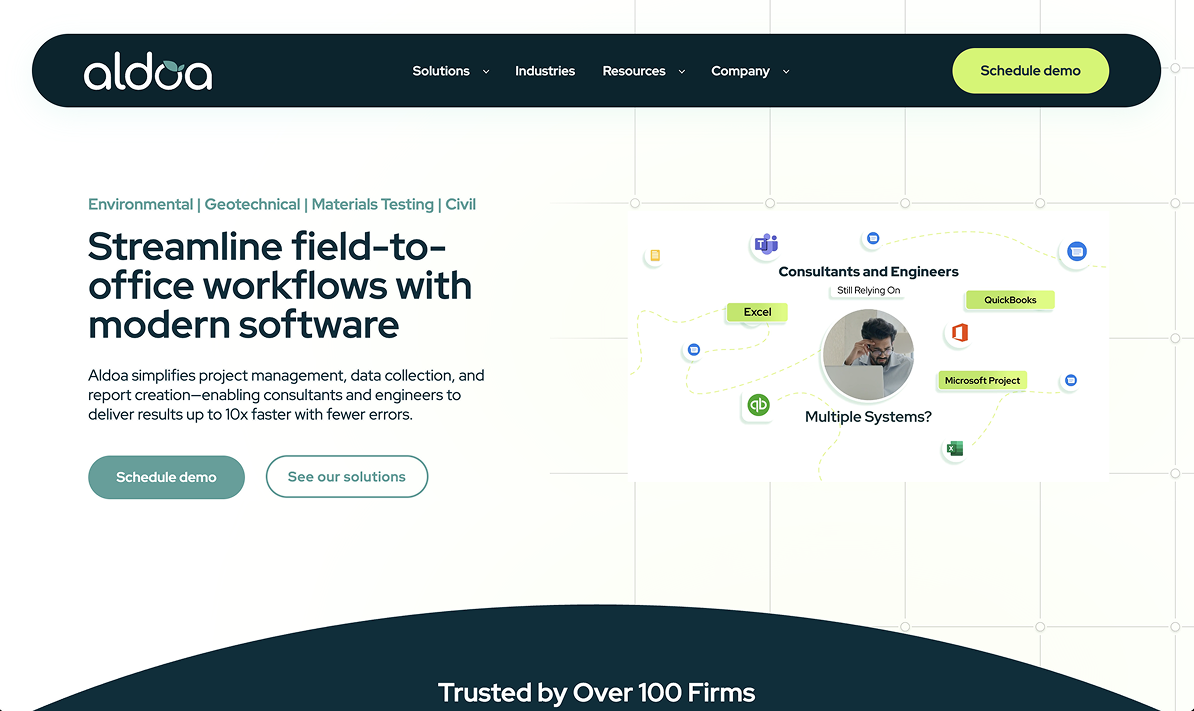 aldoa
Solutions
Industries
Resources
Company
Schedule demo
Environmental | Geotechnical | Materials Testing | Civil
Streamline field-to-
office workflows with
modern software
Aldoa simplifies project management, data collection, and
report creation—enabling consultants and engineers to
deliver results up to 10x faster with fewer errors.
Schedule demo
See our solutions
Consultants and Engineers
Still Relying On
Excel
QuickBooks
Microsoft Project
Multiple Systems?
T
qb
X
Trusted by Over 100 Firms